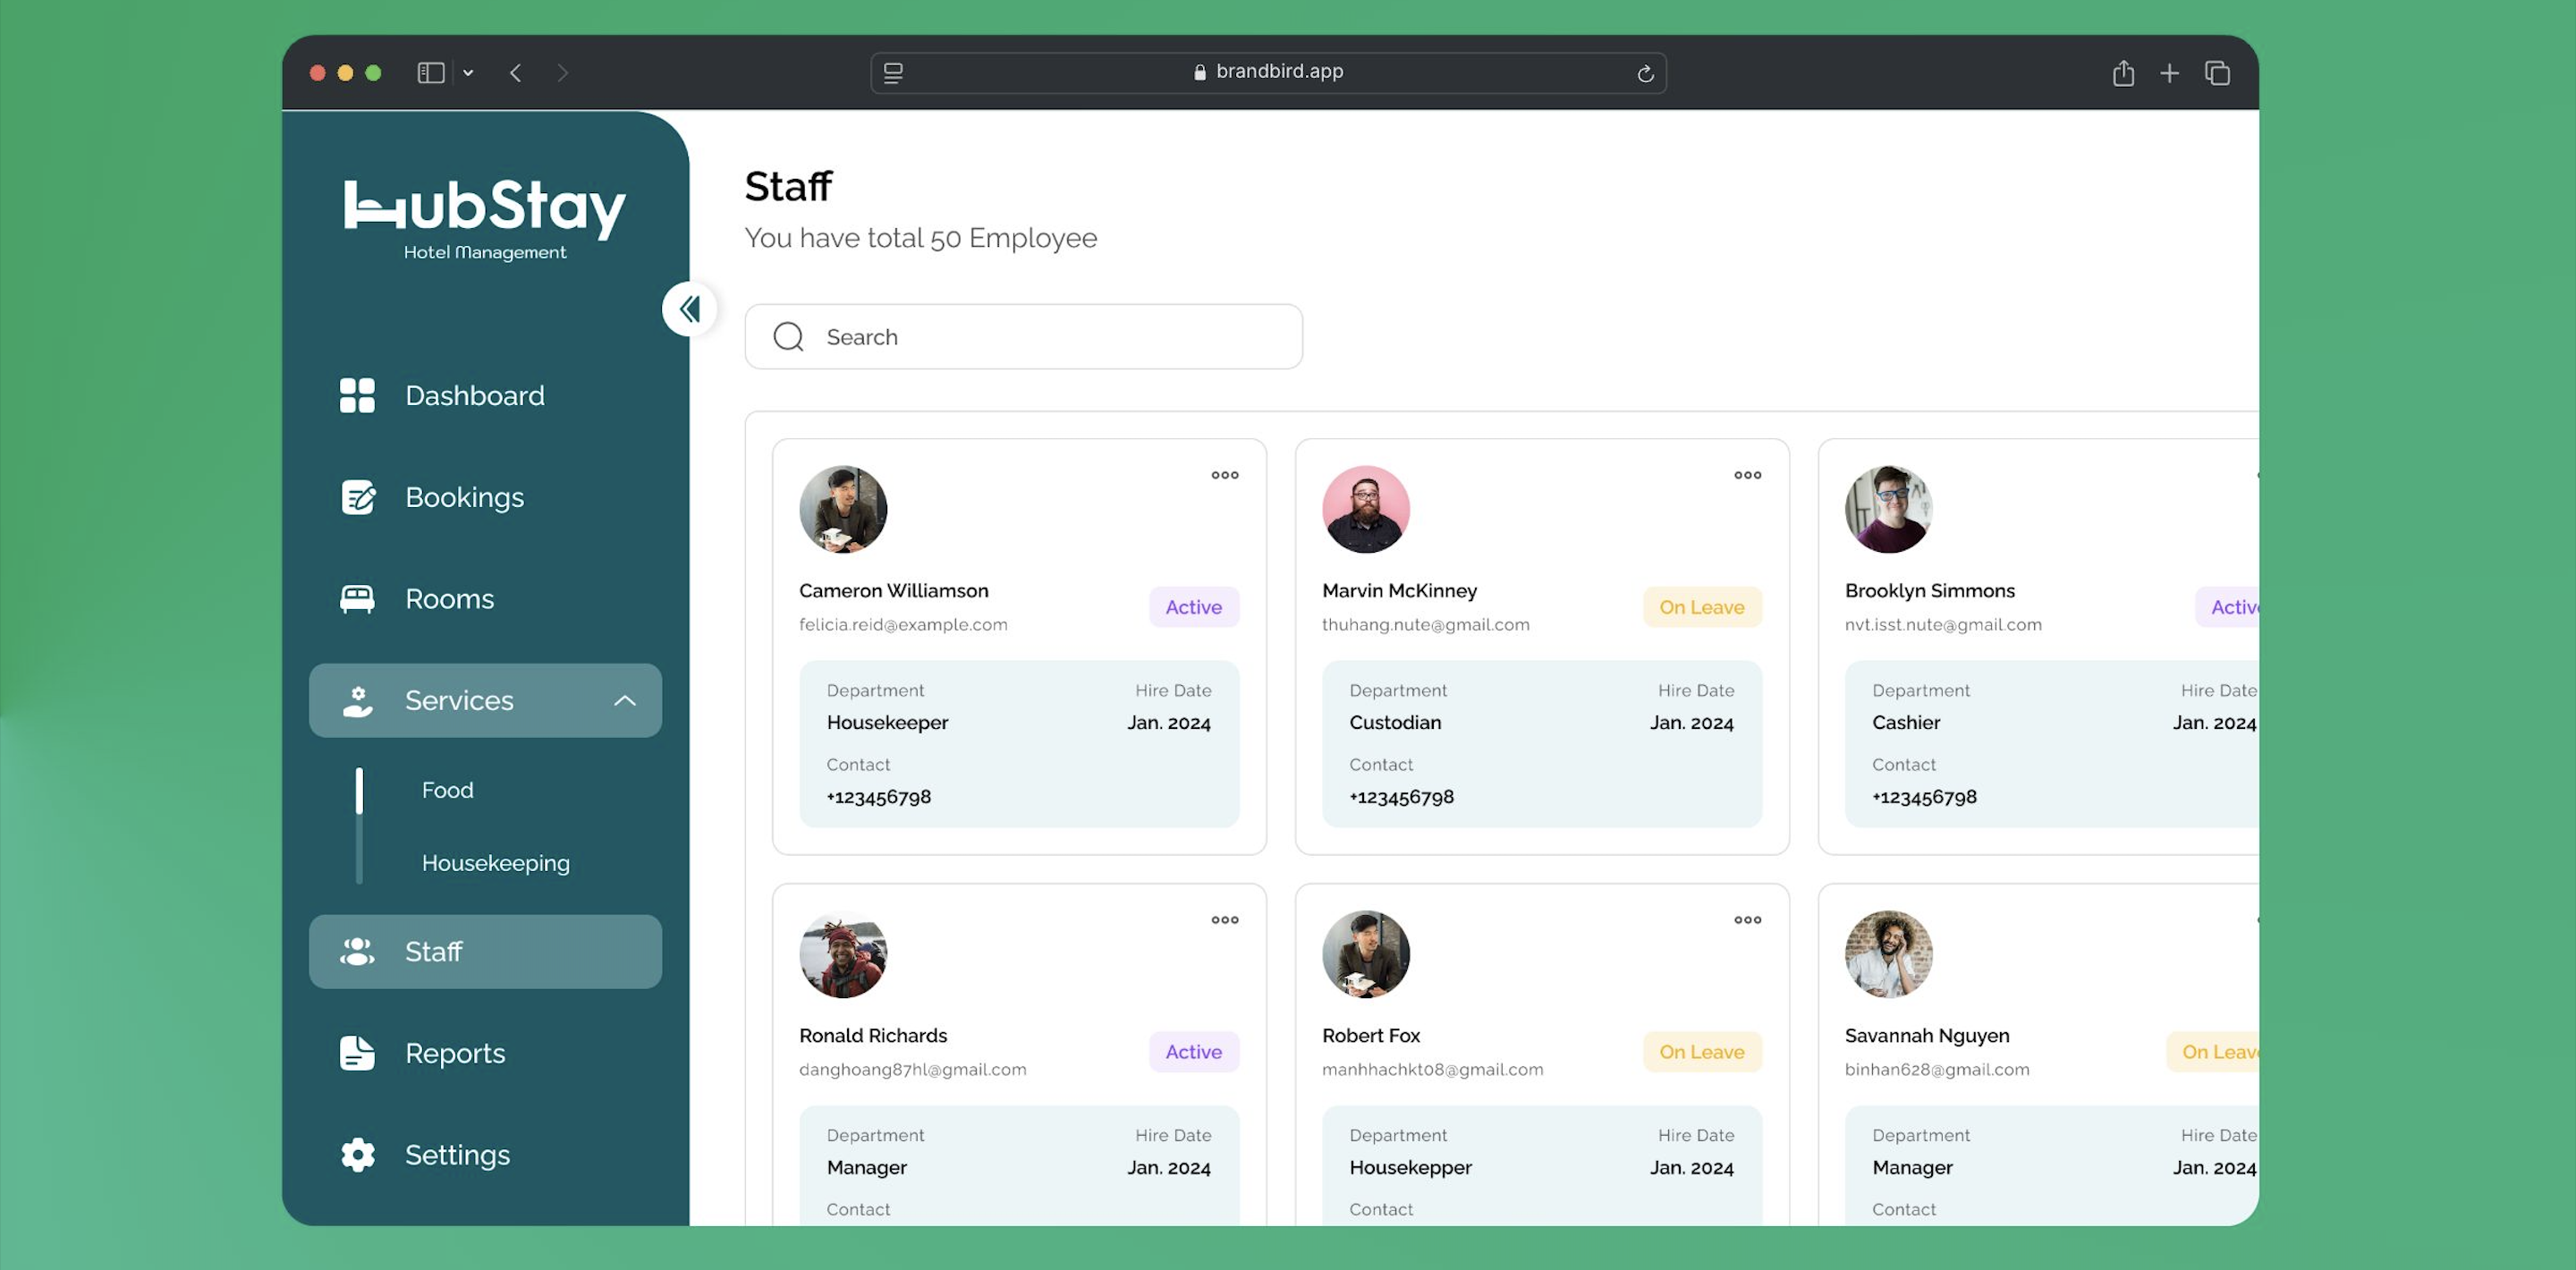 brandbird.app
HubStay
Hotel Management
Dashboard
Bookings
Rooms
Services
Food
Housekeeping
Staff
Reports
Settings
Staff
You have total 50 Employee
Search
Cameron Williamson
felicia.reid@example.com
Active
Department
Hire Date
Housekeeper
Jan. 2024
Contact
+123456798
Marvin McKinney
thuhang.nute@gmail.com
On Leave
Department
Hire Date
Custodian
Jan. 2024
Contact
+123456798
Brooklyn Simmons
nvt.isst.nute@gmail.com
Activ
Department
Hire Date
Cashier
Jan. 2024
Contact
+123456798
Ronald Richards
danghoang87hl@gmail.com
Active
Department
Hire Date
Manager
Jan. 2024
Contact
Robert Fox
manhhachkt08@gmail.com
On Leave
Department
Hire Date
Housekepper
Jan. 2024
Contact
Savannah Nguyen
binhan628@gmail.com
On Leav
Department
Hire Date
Manager
Jan. 2024
Contact